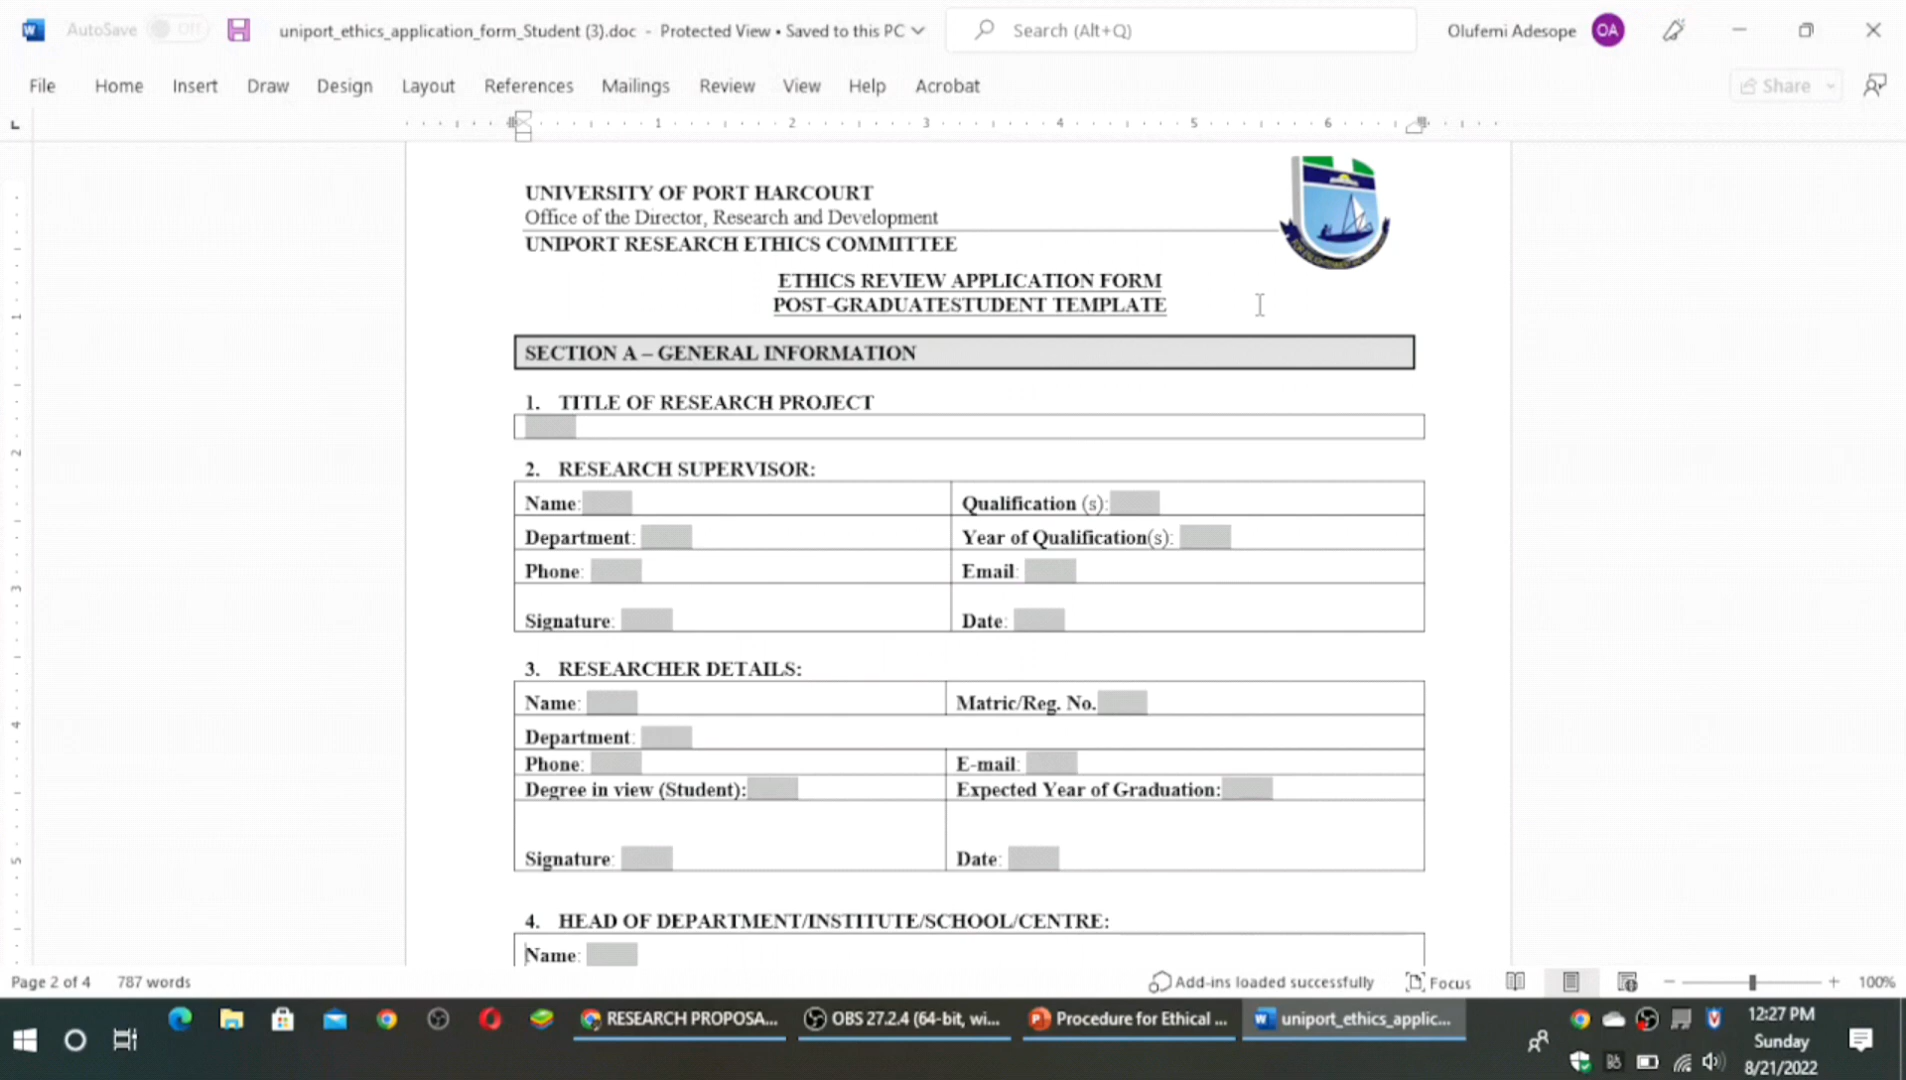 AutoSave Off uniport_ethics_application_form_Student (3).doc - Protected View • Saved to this PC Search (Alt+Q) Olufemi Adesope OA
File Home Insert Draw Design Layout References Mailings Review View Help Acrobat Share
1 2 3 4 5 6
UNIVERSITY OF PORT HARCOURT
Office of the Director, Research and Development
UNIPORT RESEARCH ETHICS COMMITTEE
ETHICS REVIEW APPLICATION FORM
POST-GRADUATESTUDENT TEMPLATE
SECTION A – GENERAL INFORMATION
1. TITLE OF RESEARCH PROJECT
2. RESEARCH SUPERVISOR:
Name: Qualification (s):
Department: Year of Qualification(s):
Phone: Email:
Signature: Date:
3. RESEARCHER DETAILS:
Name: Matric/Reg. No.
Department:
Phone: E-mail:
Degree in view (Student): Expected Year of Graduation:
Signature: Date:
4. HEAD OF DEPARTMENT/INSTITUTE/SCHOOL/CENTRE:
Name:
Page 2 of 4 787 words Add-ins loaded successfully Focus 100%
RESEARCH PROPOSA... OBS 27.2.4 (64-bit, wi... Procedure for Ethical ... uniport_ethics_applic... 12:27 PM
Sunday
8/21/2022